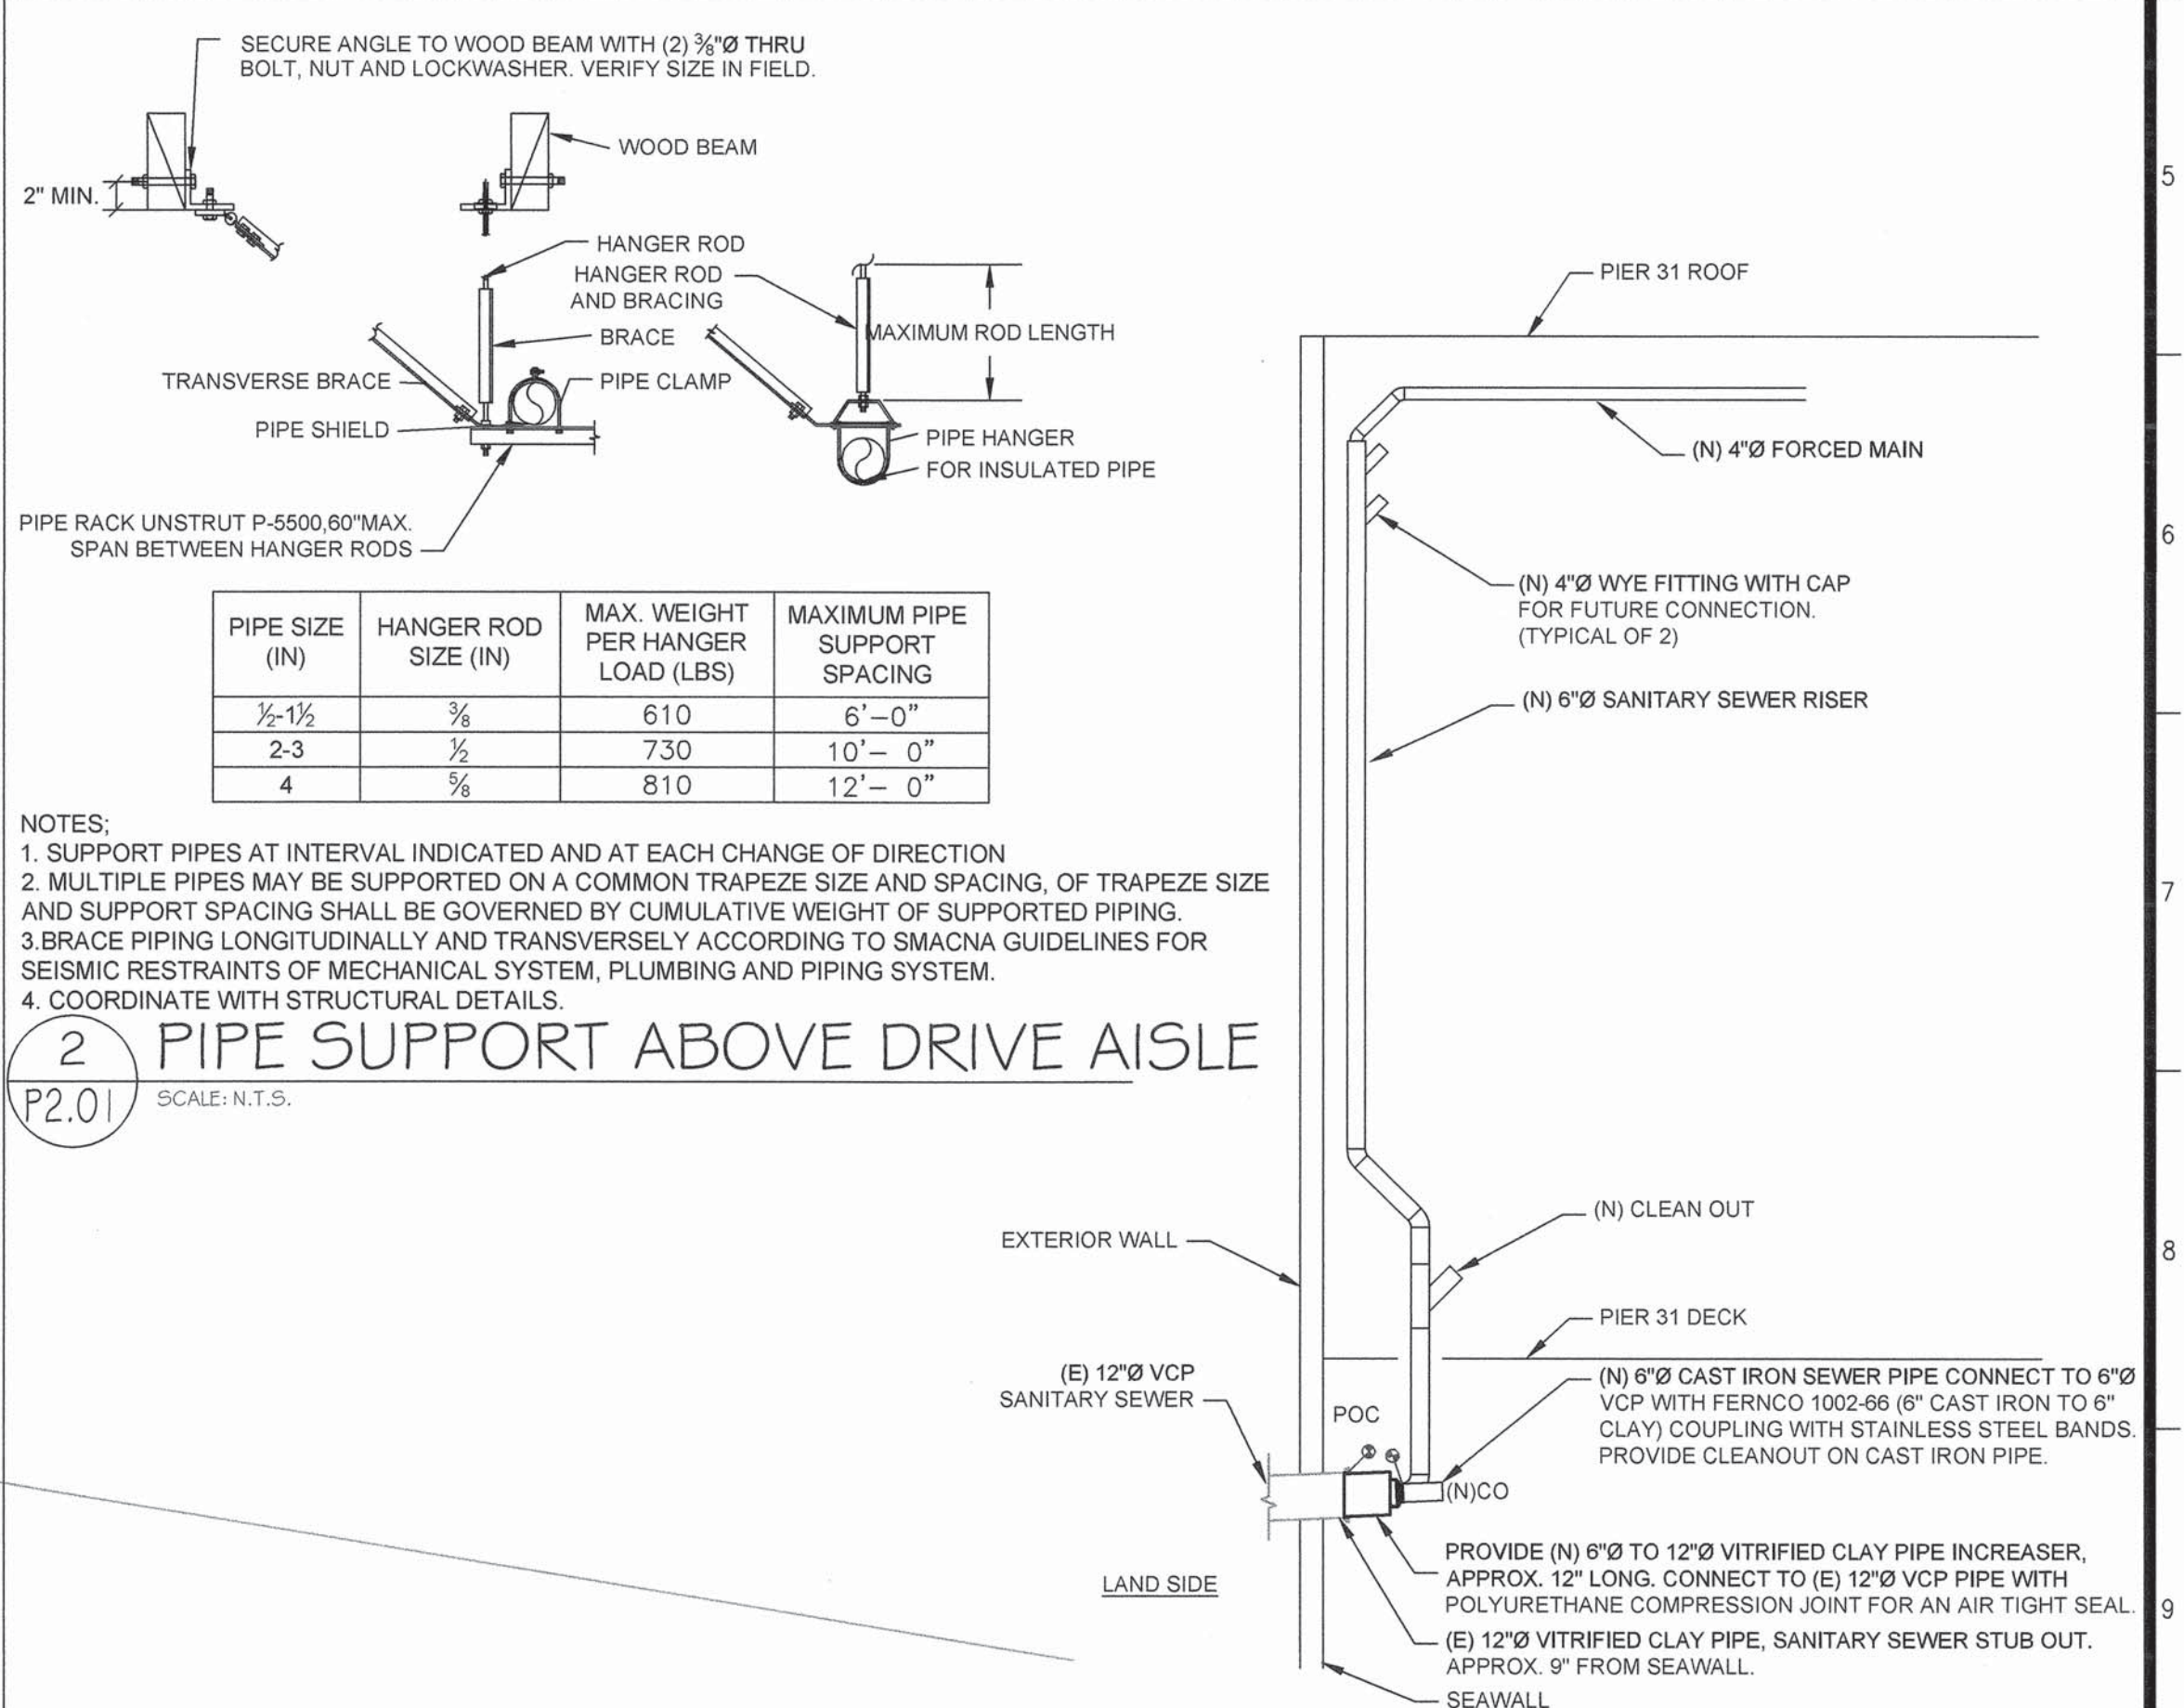 SECURE ANGLE TO WOOD BEAM WITH (2) ⅜"Ø THRU
BOLT, NUT AND LOCKWASHER. VERIFY SIZE IN FIELD.
WOOD BEAM
2" MIN.
HANGER ROD
HANGER ROD
AND BRACING
MAXIMUM ROD LENGTH
BRACE
TRANSVERSE BRACE
PIPE CLAMP
PIPE SHIELD
PIPE HANGER
FOR INSULATED PIPE
PIPE RACK UNSTRUT P-5500,60"MAX.
SPAN BETWEEN HANGER RODS
PIPE SIZE
(IN)
HANGER ROD
SIZE (IN)
MAX. WEIGHT
PER HANGER
LOAD (LBS)
MAXIMUM PIPE
SUPPORT
SPACING
½-1½ ⅜ 610 6'–0"
2-3 ½ 730 10'– 0"
4 ⅝ 810 12'– 0"
NOTES;
1. SUPPORT PIPES AT INTERVAL INDICATED AND AT EACH CHANGE OF DIRECTION
2. MULTIPLE PIPES MAY BE SUPPORTED ON A COMMON TRAPEZE SIZE AND SPACING, OF TRAPEZE SIZE
AND SUPPORT SPACING SHALL BE GOVERNED BY CUMULATIVE WEIGHT OF SUPPORTED PIPING.
3.BRACE PIPING LONGITUDINALLY AND TRANSVERSELY ACCORDING TO SMACNA GUIDELINES FOR
SEISMIC RESTRAINTS OF MECHANICAL SYSTEM, PLUMBING AND PIPING SYSTEM.
4. COORDINATE WITH STRUCTURAL DETAILS.
2
P2.01
PIPE SUPPORT ABOVE DRIVE AISLE
SCALE: N.T.S.
PIER 31 ROOF
(N) 4"Ø FORCED MAIN
(N) 4"Ø WYE FITTING WITH CAP
FOR FUTURE CONNECTION.
(TYPICAL OF 2)
(N) 6"Ø SANITARY SEWER RISER
(N) CLEAN OUT
EXTERIOR WALL
PIER 31 DECK
(E) 12"Ø VCP
SANITARY SEWER
POC
(N) 6"Ø CAST IRON SEWER PIPE CONNECT TO 6"Ø
VCP WITH FERNCO 1002-66 (6" CAST IRON TO 6"
CLAY) COUPLING WITH STAINLESS STEEL BANDS.
PROVIDE CLEANOUT ON CAST IRON PIPE.
(N)CO
PROVIDE (N) 6"Ø TO 12"Ø VITRIFIED CLAY PIPE INCREASER,
APPROX. 12" LONG. CONNECT TO (E) 12"Ø VCP PIPE WITH
POLYURETHANE COMPRESSION JOINT FOR AN AIR TIGHT SEAL.
LAND SIDE
(E) 12"Ø VITRIFIED CLAY PIPE, SANITARY SEWER STUB OUT.
APPROX. 9" FROM SEAWALL.
SEAWALL
5
6
7
8
9